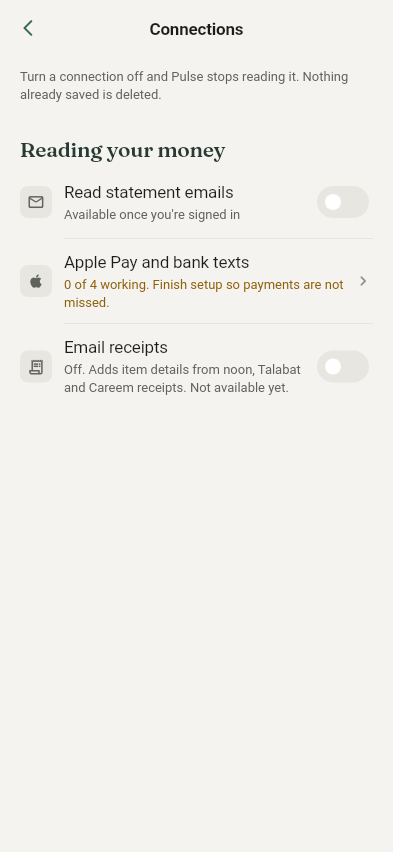 Connections
Turn a connection off and Pulse stops reading it. Nothing
already saved is deleted.
Reading your money
Read statement emails
Available once you're signed in
Apple Pay and bank texts
0 of 4 working. Finish setup so payments are not
missed.
Email receipts
Off. Adds item details from noon, Talabat
and Careem receipts. Not available yet.